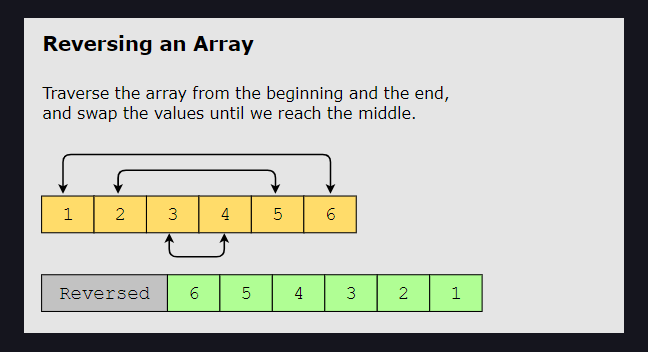 Reversing an Array
Traverse the array from the beginning and the end,
and swap the values until we reach the middle.
1 2 3 4 5 6
Reversed 6 5 4 3 2 1